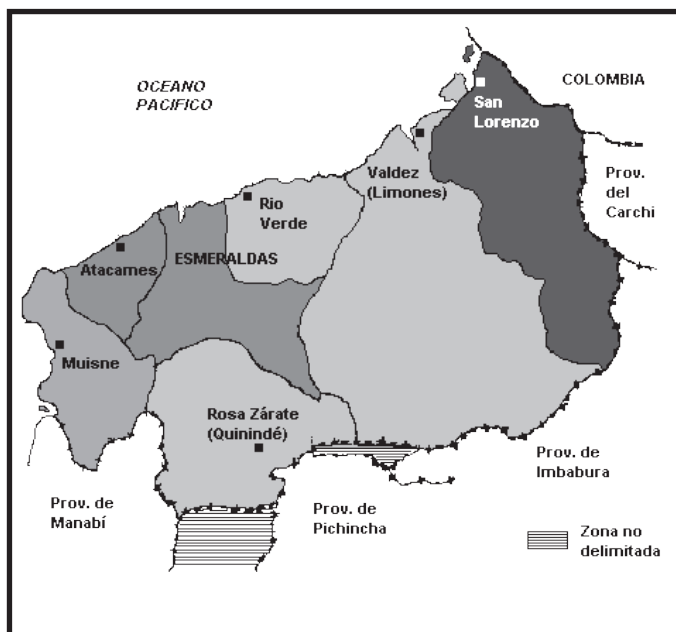 OCEANO
PACIFICO
COLOMBIA
San
Lorenzo
Valdez
(Limones)
Prov.
del
Carchi
Rio
Verde
ESMERALDAS
Atacames
Muisne
Rosa Zárate
(Quinindé)
Prov. de
Imbabura
Prov. de
Manabí
Prov. de
Pichincha
Zona no
delimitada